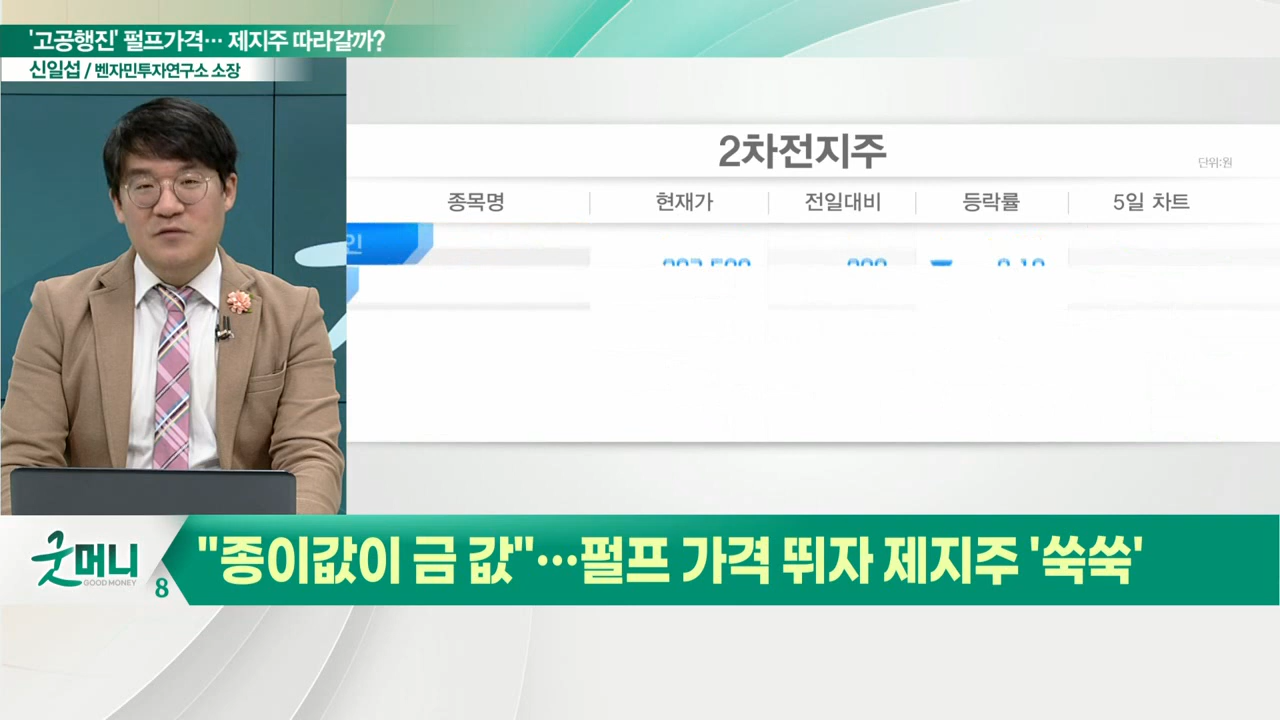 '고공행진' 펄프가격… 제지주 따라갈까?
신일섭 / 벤자민투자연구소 소장
2차전지주
단위:원
종목명 현재가 전일대비 등락률 5일 차트
인
굿머니
GOOD MONEY
8
"종이값이 금 값"…펄프 가격 뛰자 제지주 '쑥쑥'